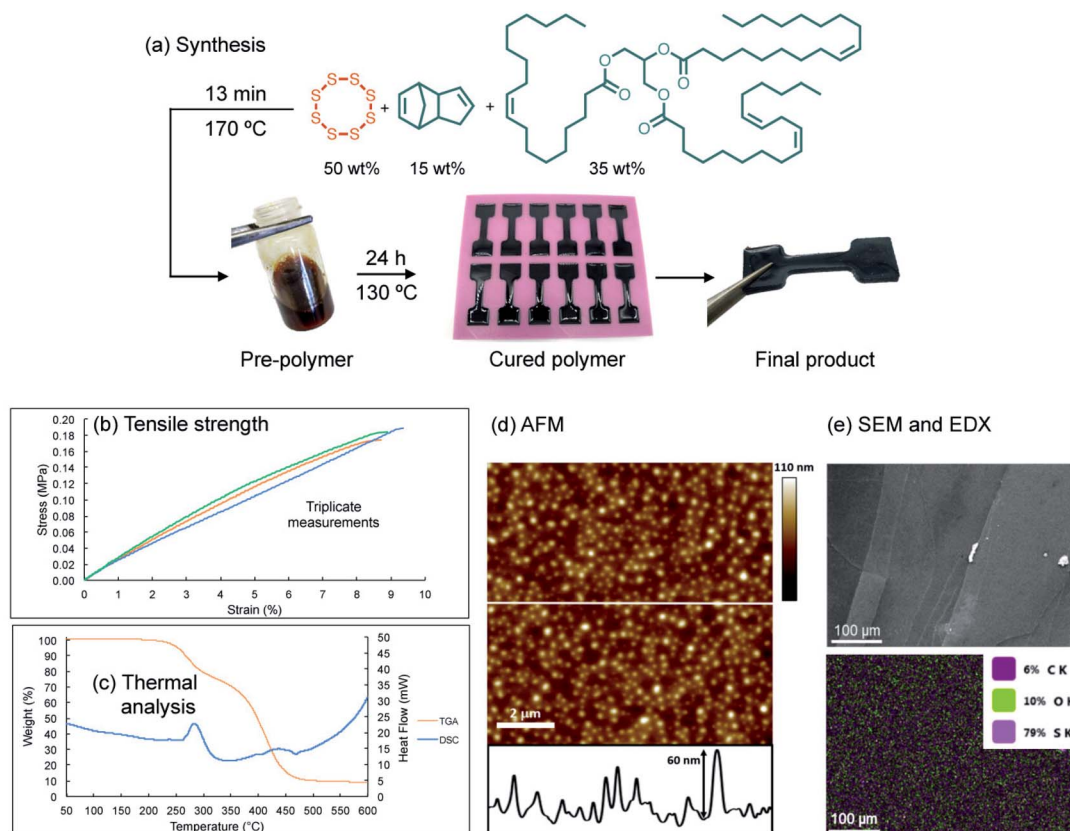 (a) Synthesis
13 min
170 ºC
S
S
S
S
S
S
S
S
+
+
O
O
O
O
O
O
50 wt%
15 wt%
35 wt%
24 h
130 ºC
Pre-polymer
Cured polymer
Final product
(b) Tensile strength
Stress (MPa)
0.20
0.18
0.16
0.14
0.12
0.10
0.08
0.06
0.04
0.02
0.00
Triplicate
measurements
0 1 2 3 4 5 6 7 8 9 10
Strain (%)
(c) Thermal
analysis
Weight (%)
100
90
80
70
60
50
40
30
20
10
0
50
45
40
35
30
25
20
15
10
5
0
Heat Flow (mW)
TGA
DSC
50 100 150 200 250 300 350 400 450 500 550 600
Temperature (°C)
(d) AFM
110 nm
2 µm
60 nm
(e) SEM and EDX
100 µm
6% C K
10% O K
79% S K
100 µm